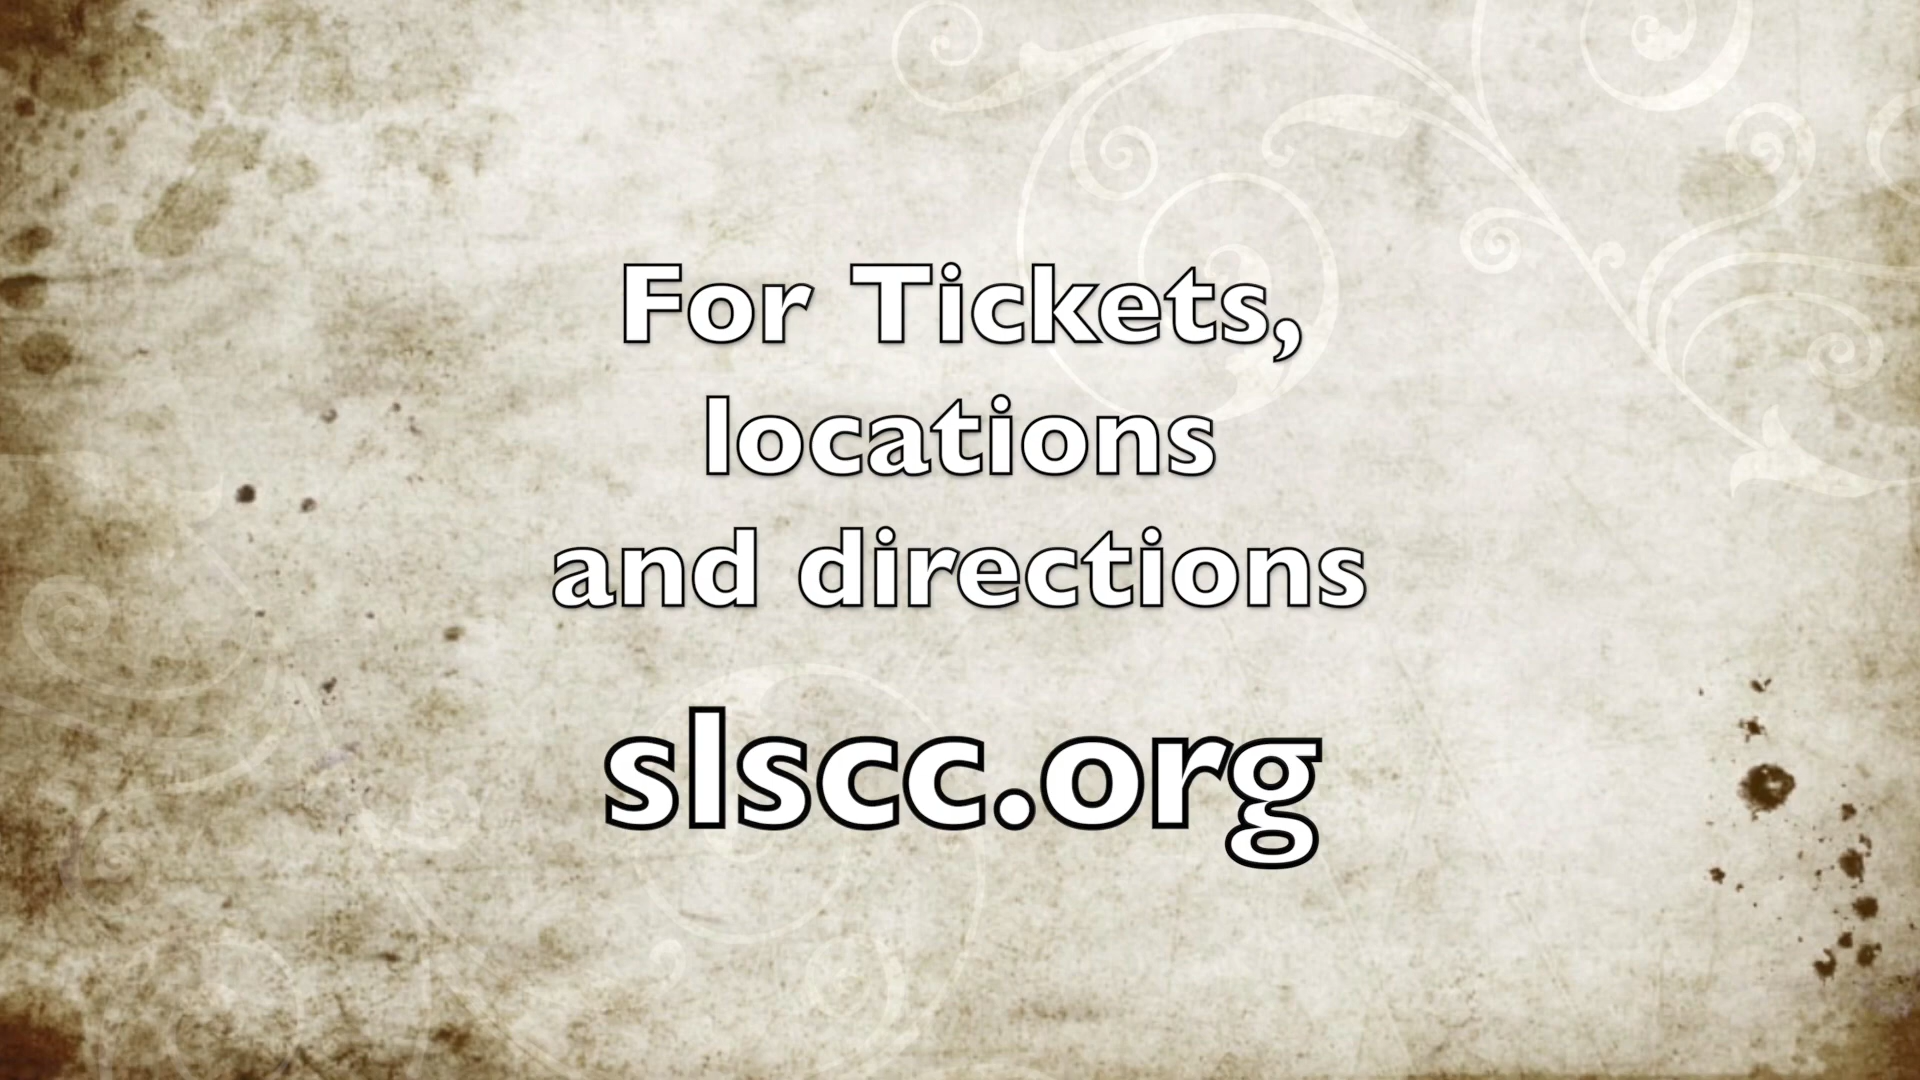 For Tickets,
locations
and directions
slscc.org